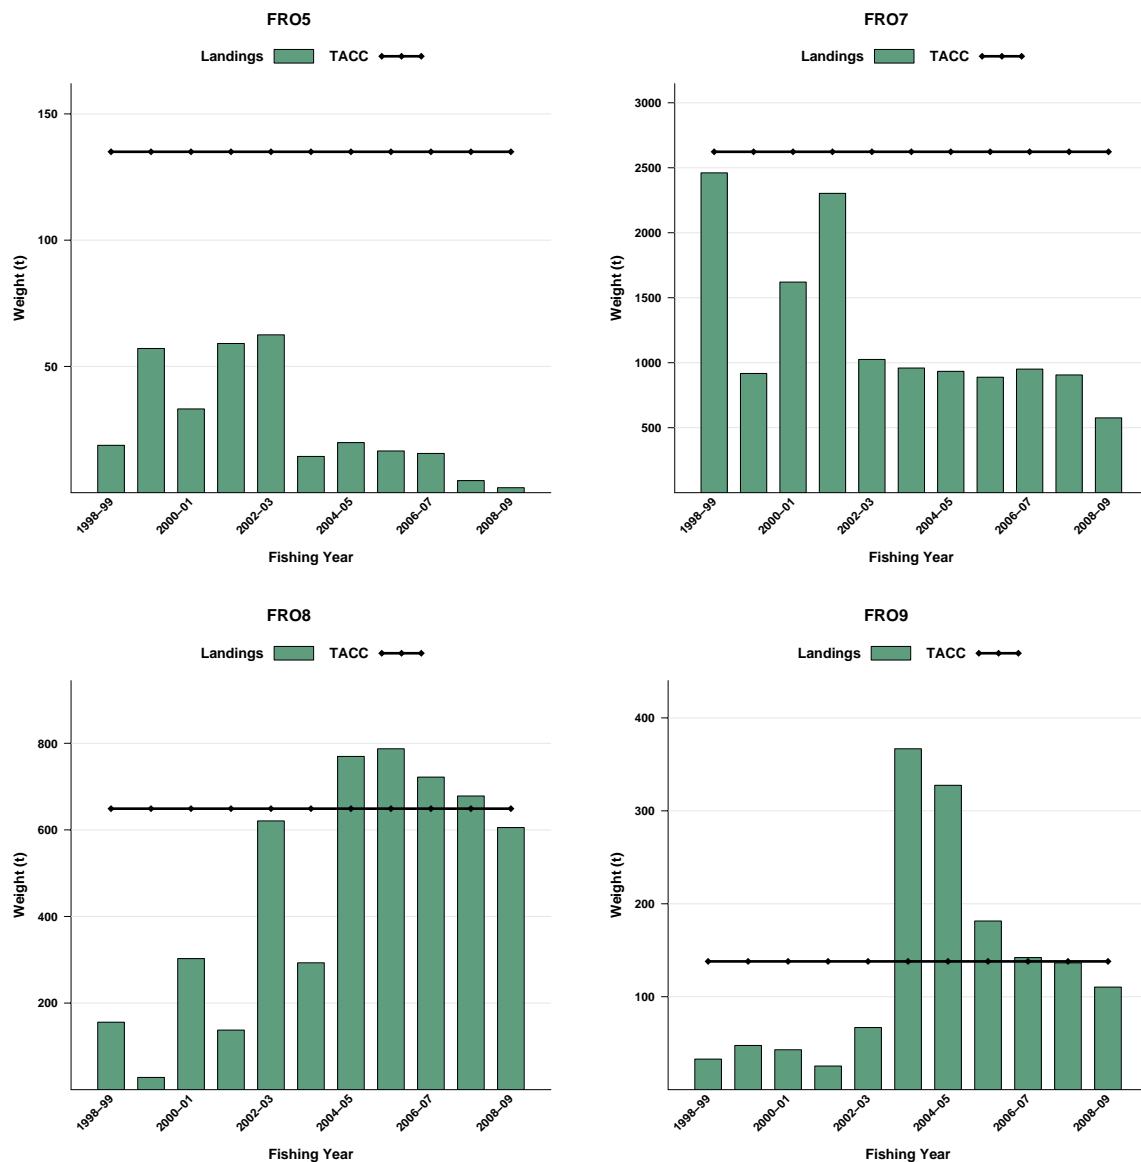 FRO5
Landings TACC
150
100
50
Weight (t)
1998–99
2000–01
2002–03
2004–05
2006–07
2008–09
Fishing Year
FRO7
Landings TACC
3000
2500
2000
1500
1000
500
Weight (t)
1998–99
2000–01
2002–03
2004–05
2006–07
2008–09
Fishing Year
FRO8
Landings TACC
800
600
400
200
Weight (t)
1998–99
2000–01
2002–03
2004–05
2006–07
2008–09
Fishing Year
FRO9
Landings TACC
400
300
200
100
Weight (t)
1998–99
2000–01
2002–03
2004–05
2006–07
2008–09
Fishing Year